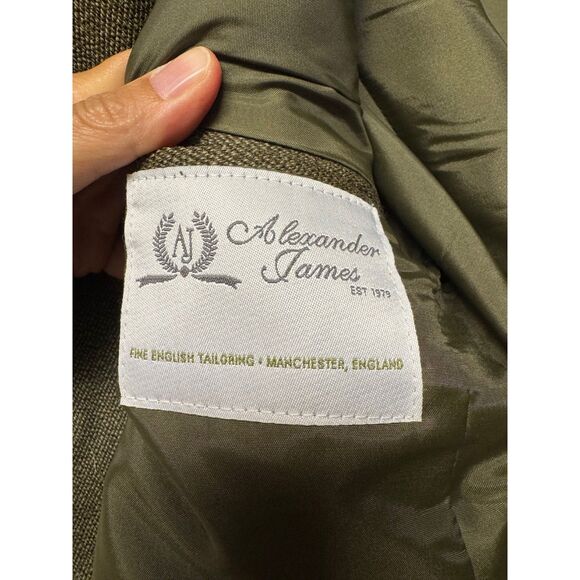 AJ
Alexander
James
EST 1979
FINE ENGLISH TAILORING • MANCHESTER, ENGLAND